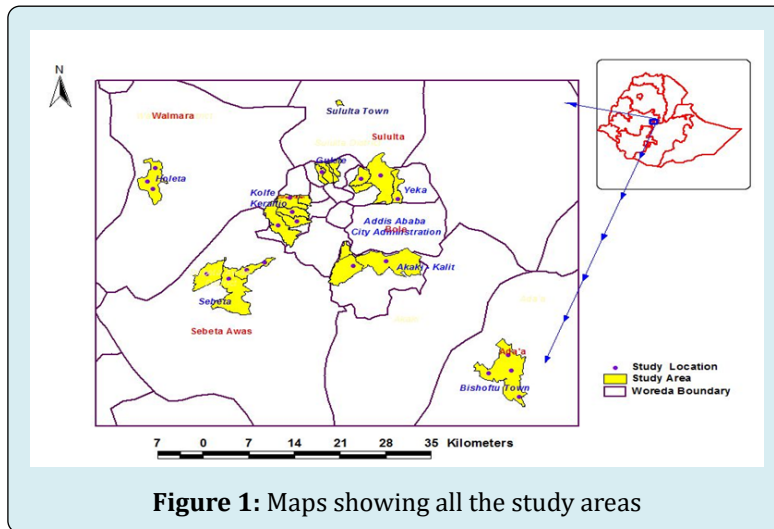 N
Sululta Town
Walmara
Sululta
Gulele
Holeta
Kolfe
Keranio
Yeka
Addis Ababa
City Adminstration
Bole
Akaki - Kalit
Sebeta
Sebeta Awas
Ada'a
Bishoftu Town
Study Location
Study Area
Woreda Boundary
7 0 7 14 21 28 35 Kilometers
Figure 1: Maps showing all the study areas